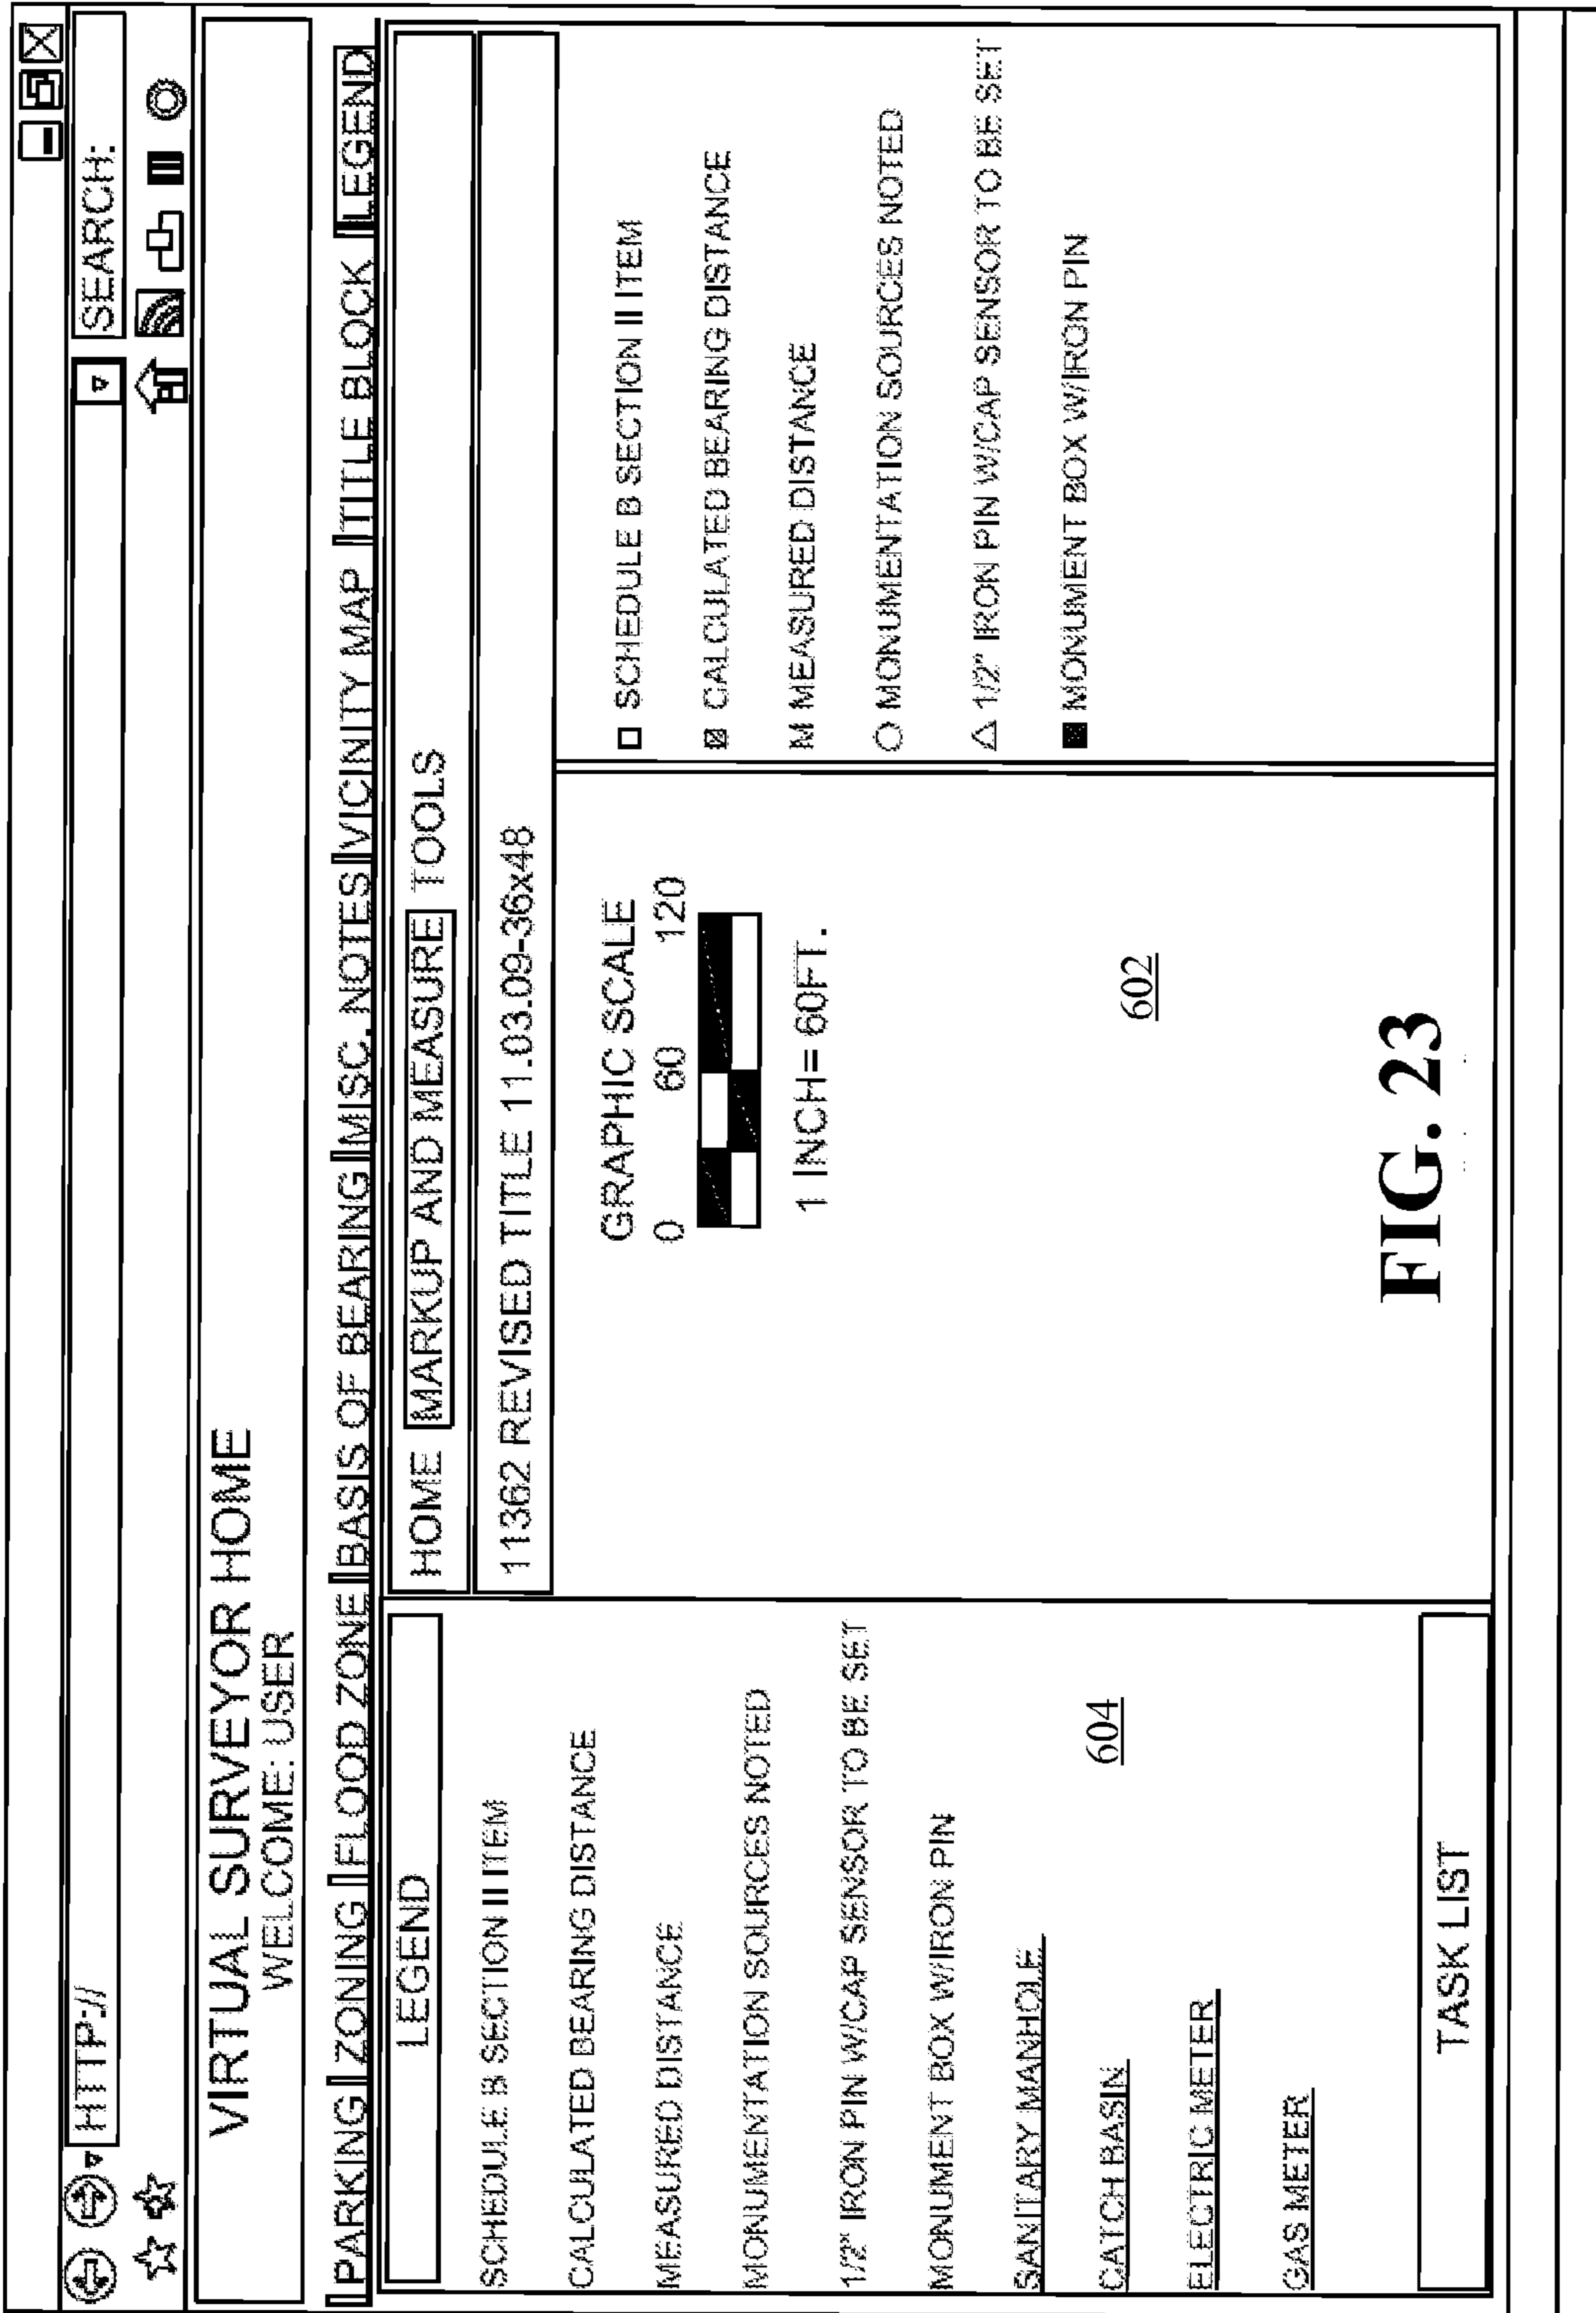 HTTP://
SEARCH:
VIRTUAL SURVEYOR HOME
WELCOME: USER
PARKING ZONING FLOOD ZONE BASIS OF BEARING MISC. NOTES VICINITY MAP TITLE BLOCK LEGEND
LEGEND
SCHEDULE B SECTION II ITEM
CALCULATED BEARING DISTANCE
MEASURED DISTANCE
MONUMENTATION SOURCES NOTED
1/2" IRON PIN W/CAP SENSOR TO BE SET
MONUMENT BOX W/IRON PIN
SANITARY MANHOLE
CATCH BASIN
ELECTRIC METER
GAS METER
604
TASK LIST
HOME MARKUP AND MEASURE TOOLS
11362 REVISED TITLE 11.03.09-36x48
GRAPHIC SCALE
0 60 120
1 INCH= 60FT.
602
SCHEDULE B SECTION II ITEM
CALCULATED BEARING DISTANCE
M MEASURED DISTANCE
MONUMENTATION SOURCES NOTED
1/2" IRON PIN W/CAP SENSOR TO BE SET
MONUMENT BOX W/IRON PIN
FIG. 23